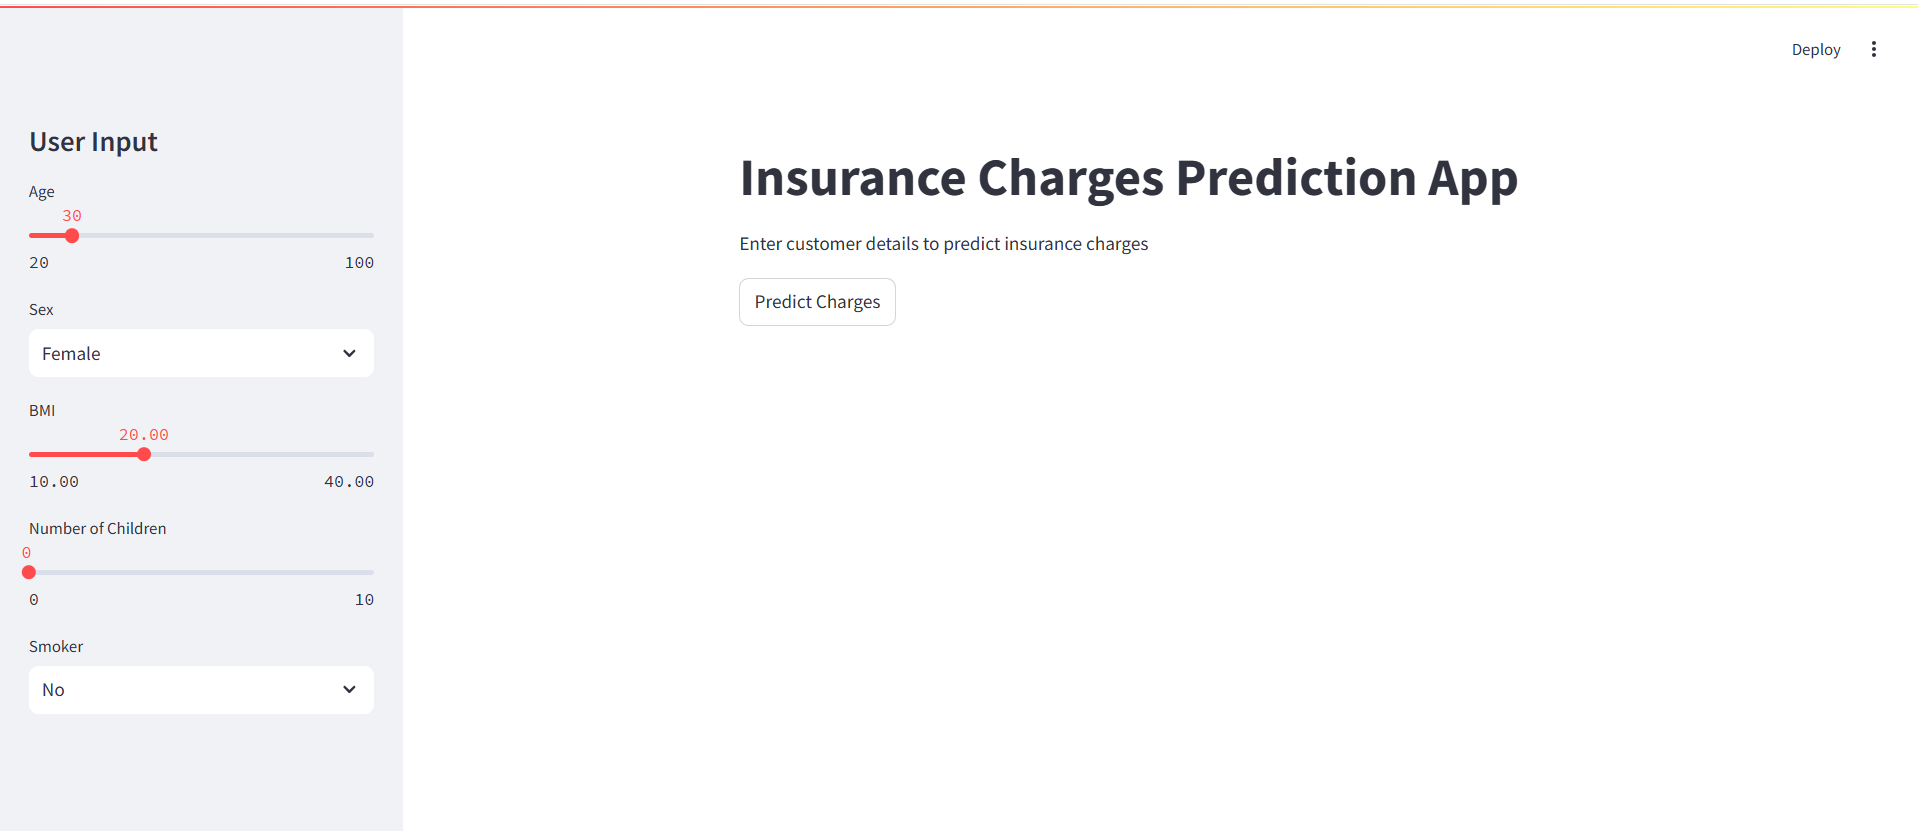 Deploy
User Input
Age
30
20 100
Sex
Female
BMI
20.00
10.00 40.00
Number of Children
0
0 10
Smoker
No
Insurance Charges Prediction App
Enter customer details to predict insurance charges
Predict Charges